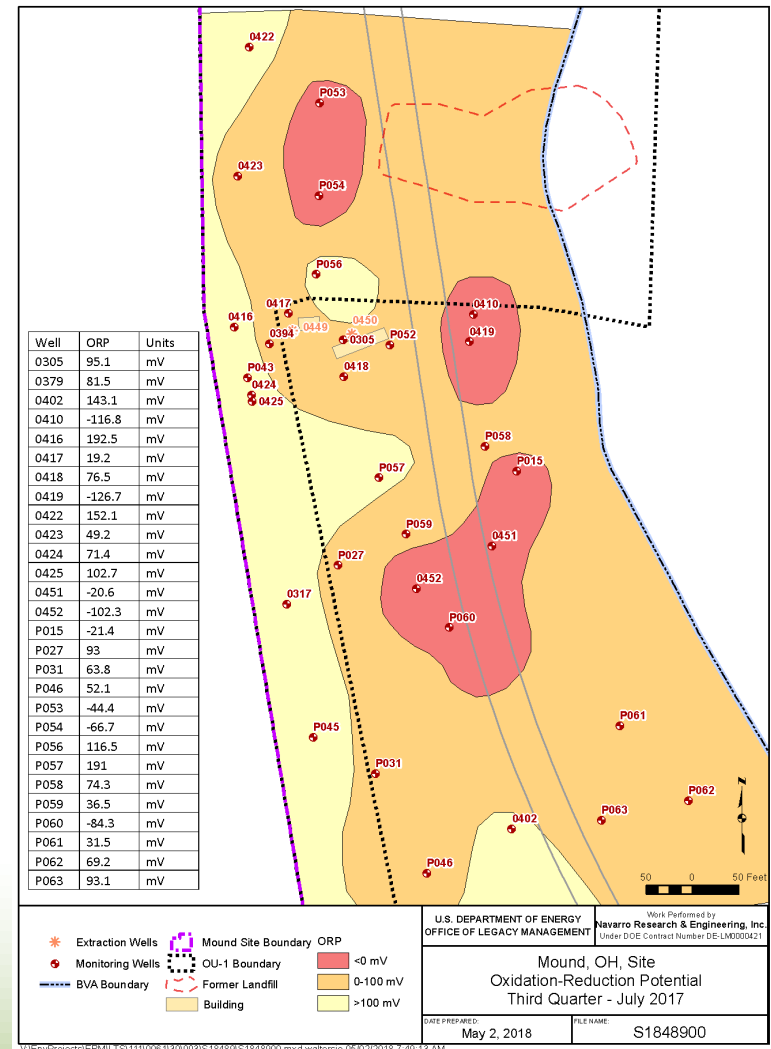 0422
P053
0423
P054
P056
0417
0410
0416
0449
0450
0394
0305
P052
0419
P043
0418
0424
0425
P058
P057
P015
P059
0451
P027
0452
0317
P060
P061
P045
P031
P062
P063
0402
P046
N
50 0 50 Feet
Well ORP Units
0305 95.1 mV
0379 81.5 mV
0402 143.1 mV
0410 -116.8 mV
0416 192.5 mV
0417 19.2 mV
0418 76.5 mV
0419 -126.7 mV
0422 152.1 mV
0423 49.2 mV
0424 71.4 mV
0425 102.7 mV
0451 -20.6 mV
0452 -102.3 mV
P015 -21.4 mV
P027 93 mV
P031 63.8 mV
P046 52.1 mV
P053 -44.4 mV
P054 -66.7 mV
P056 116.5 mV
P057 191 mV
P058 74.3 mV
P059 36.5 mV
P060 -84.3 mV
P061 31.5 mV
P062 69.2 mV
P063 93.1 mV
Extraction Wells
Monitoring Wells
BVA Boundary
Mound Site Boundary
OU-1 Boundary
Former Landfill
Building
ORP
<0 mV
0-100 mV
>100 mV
U.S. DEPARTMENT OF ENERGY
OFFICE OF LEGACY MANAGEMENT
Work Performed by
Navarro Research & Engineering, Inc.
Under DOE Contract Number DE-LM0000421
Mound, OH, Site
Oxidation-Reduction Potential
Third Quarter - July 2017
DATE PREPARED:
May 2, 2018
FILE NAME:
S1848900
05/02/2018 7:49:13 AM